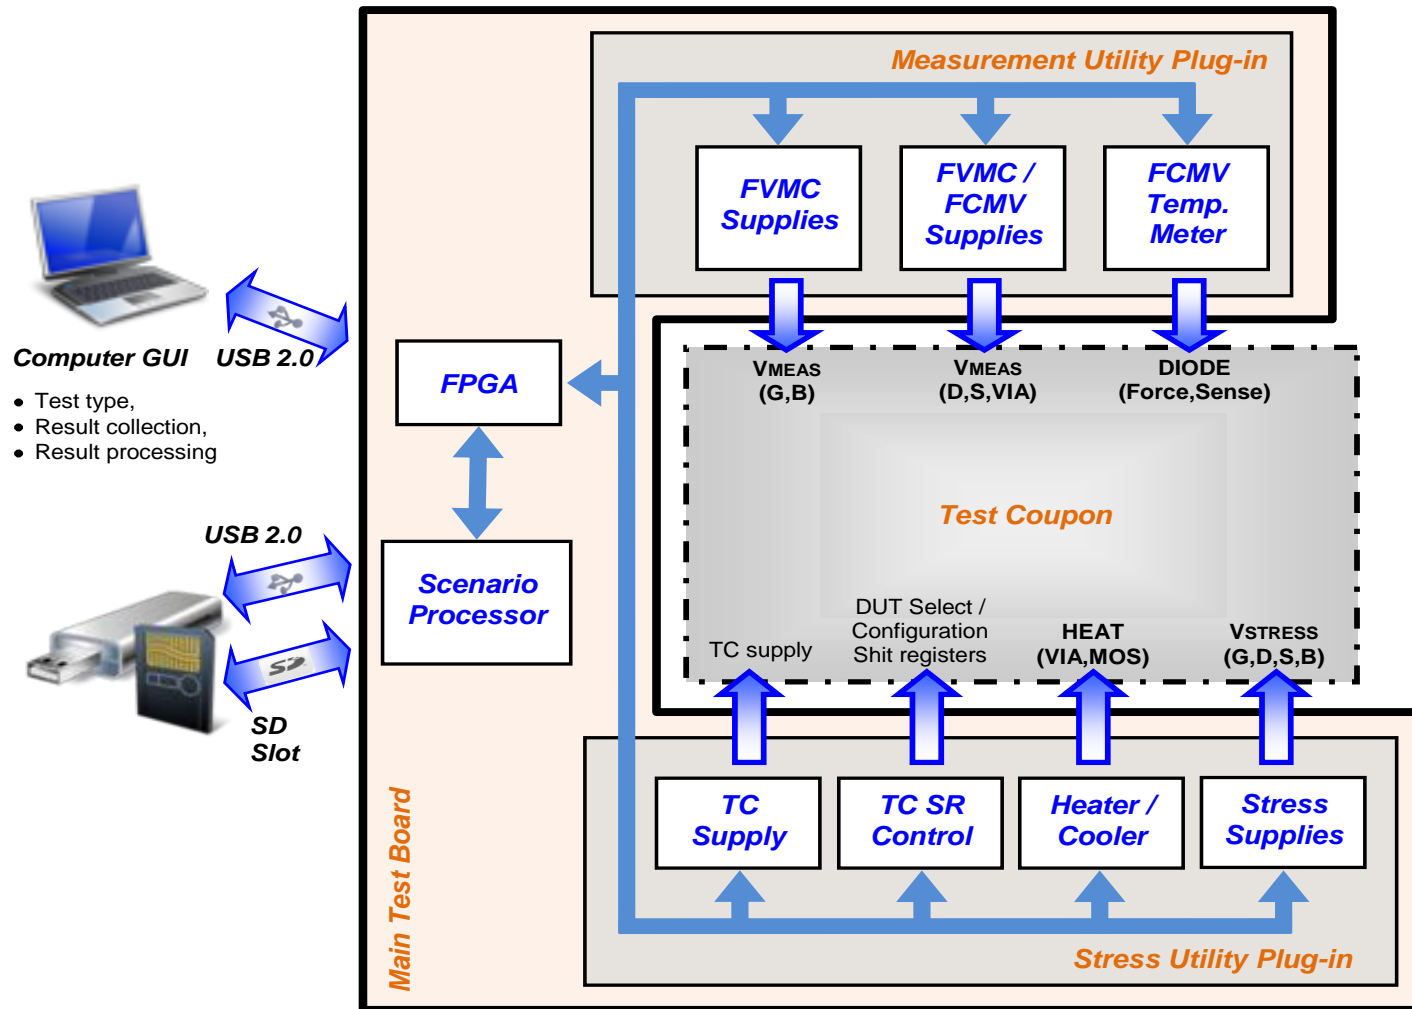 Measurement Utility Plug-in
FVMC
Supplies
FVMC /
FCMV
Supplies
FCMV
Temp.
Meter
Computer GUI
USB 2.0
• Test type,
• Result collection,
• Result processing
FPGA
VMEAS
(G,B)
VMEAS
(D,S,VIA)
DIODE
(Force,Sense)
Test Coupon
USB 2.0
Scenario
Processor
SD
SD
Slot
TC supply
DUT Select /
Configuration
Shit registers
HEAT
(VIA,MOS)
VSTRESS
(G,D,S,B)
TC
Supply
TC SR
Control
Heater /
Cooler
Stress
Supplies
Main Test Board
Stress Utility Plug-in